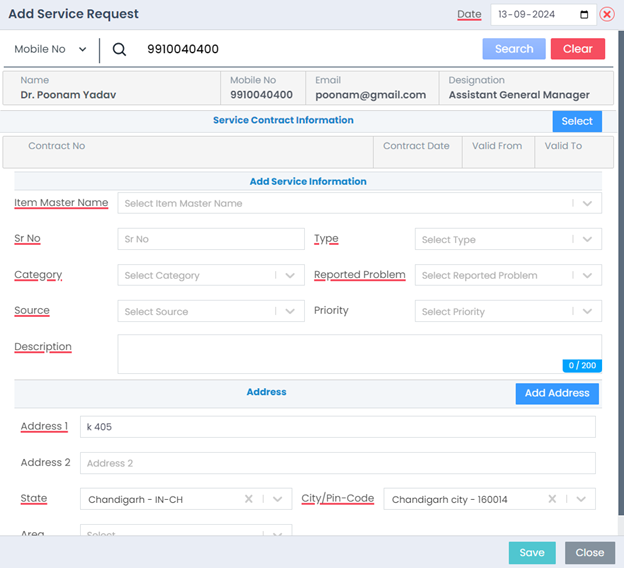 Add Service Request Date 13-09-2024
Mobile No 9910040400 Search Clear
Name Mobile No Email Designation
Dr. Poonam Yadav 9910040400 poonam@gmail.com Assistant General Manager
Service Contract Information Select
Contract No Contract Date Valid From Valid To
Add Service Information
Item Master Name Select Item Master Name
Sr No Sr No Type Select Type
Category Select Category Reported Problem Select Reported Problem
Source Select Source Priority Select Priority
Description
0 / 200
Address Add Address
Address 1 k 405
Address 2 Address 2
State Chandigarh - IN-CH City/Pin-Code Chandigarh city - 160014
Area Select
Save Close